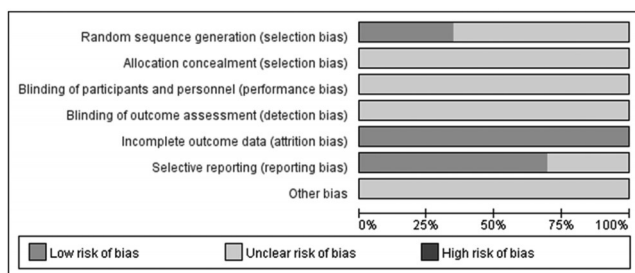 Random sequence generation (selection bias)
Allocation concealment (selection bias)
Blinding of participants and personnel (performance bias)
Blinding of outcome assessment (detection bias)
Incomplete outcome data (attrition bias)
Selective reporting (reporting bias)
Other bias
0% 25% 50% 75% 100%
Low risk of bias Unclear risk of bias High risk of bias